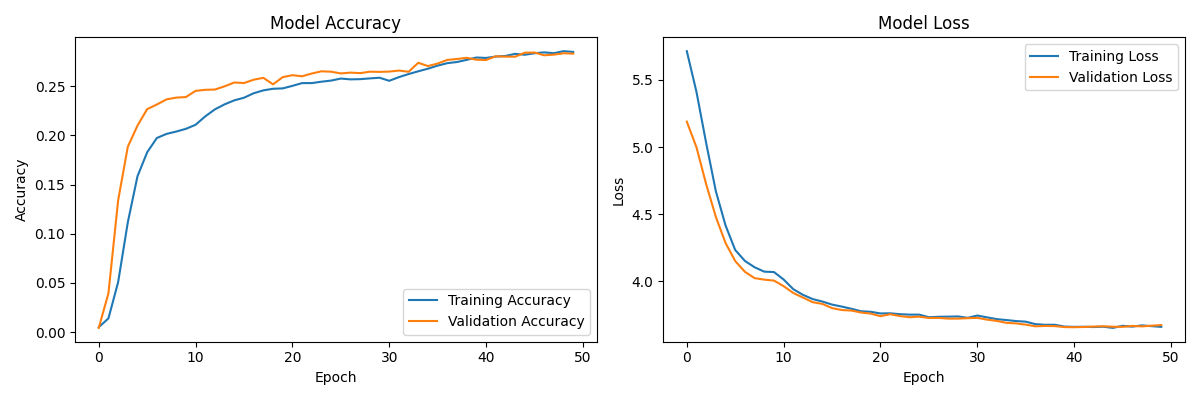 Model Accuracy
0.25
0.20
0.15
0.10
0.05
0.00
Accuracy
Training Accuracy
Validation Accuracy
0 10 20 30 40 50
Epoch
Model Loss
5.5
5.0
4.5
4.0
Loss
Training Loss
Validation Loss
0 10 20 30 40 50
Epoch